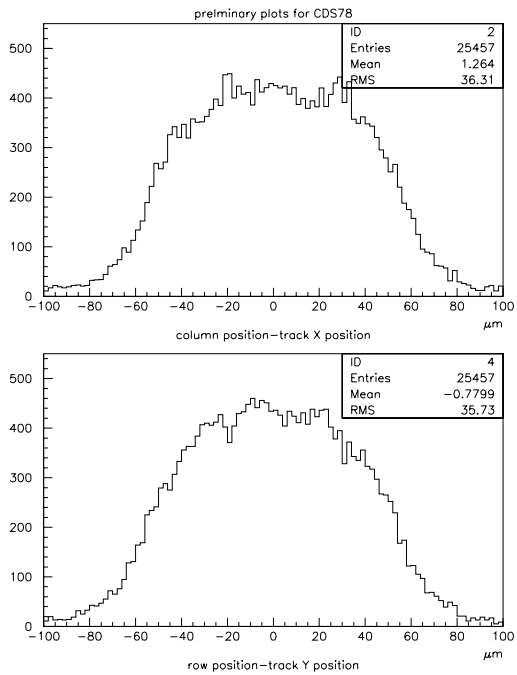 prelminary plots for CDS78
ID 2
Entries 25457
Mean 1.264
RMS 36.31
500
400
300
200
100
0
-100 -80 -60 -40 -20 0 20 40 60 80 100
μm
column position-track X position
ID 4
Entries 25457
Mean -0.7799
RMS 35.73
500
400
300
200
100
0
-100 -80 -60 -40 -20 0 20 40 60 80 100
μm
row position-track Y position